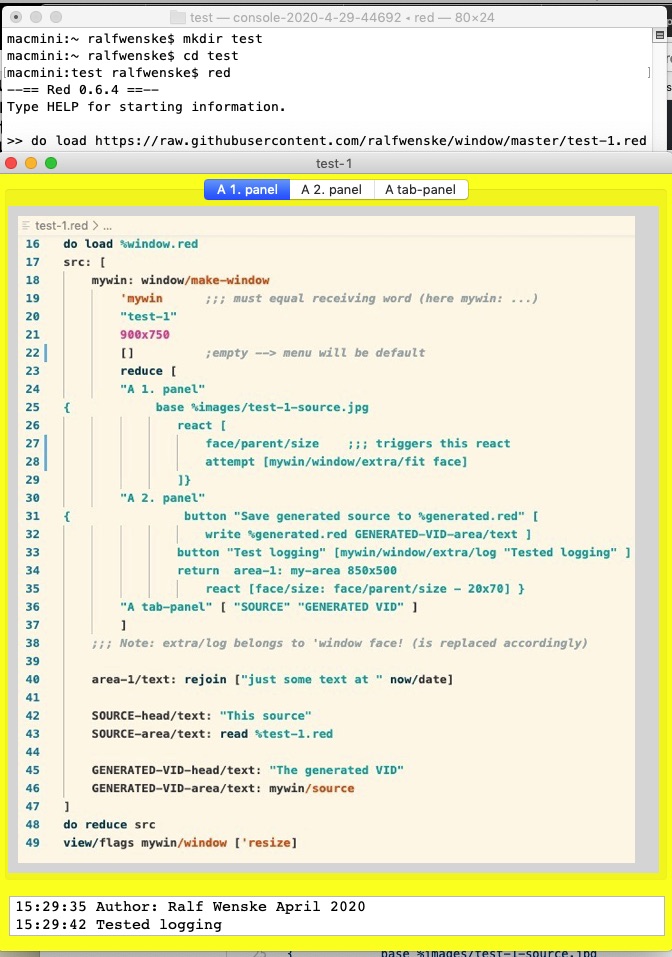 test — console-2020-4-29-44692 • red — 80×24
macmini:~ ralfwenske$ mkdir test
macmini:~ ralfwenske$ cd test
[macmini:test ralfwenske$ red ]
--== Red 0.6.4 ==--
Type HELP for starting information.
>> do load https://raw.githubusercontent.com/ralfwenske/window/master/test-1.red
test-1
A 1. panel A 2. panel A tab-panel
test-1.red > ...
16 do load %window.red
17 src: [
18 mywin: window/make-window
19 'mywin ;;; must equal receiving word (here mywin: ...)
20 "test-1"
21 900x750
22 [] ;empty --> menu will be default
23 reduce [
24 "A 1. panel"
25 { base %images/test-1-source.jpg
26 react [
27 face/parent/size ;;; triggers this react
28 attempt [mywin/window/extra/fit face]
29 ]}
30 "A 2. panel"
31 { button "Save generated source to %generated.red" [
32 write %generated.red GENERATED-VID-area/text ]
33 button "Test logging" [mywin/window/extra/log "Tested logging" ]
34 return area-1: my-area 850x500
35 react [face/size: face/parent/size - 20x70] }
36 "A tab-panel" [ "SOURCE" "GENERATED VID" ]
37 ]
38 ;;; Note: extra/log belongs to 'window face! (is replaced accordingly)
39
40 area-1/text: rejoin ["just some text at " now/date]
41
42 SOURCE-head/text: "This source"
43 SOURCE-area/text: read %test-1.red
44
45 GENERATED-VID-head/text: "The generated VID"
46 GENERATED-VID-area/text: mywin/source
47 ]
48 do reduce src
49 view/flags mywin/window ['resize]
15:29:35 Author: Ralf Wenske April 2020
15:29:42 Tested logging
25 { base %images/test-1-source.jpg